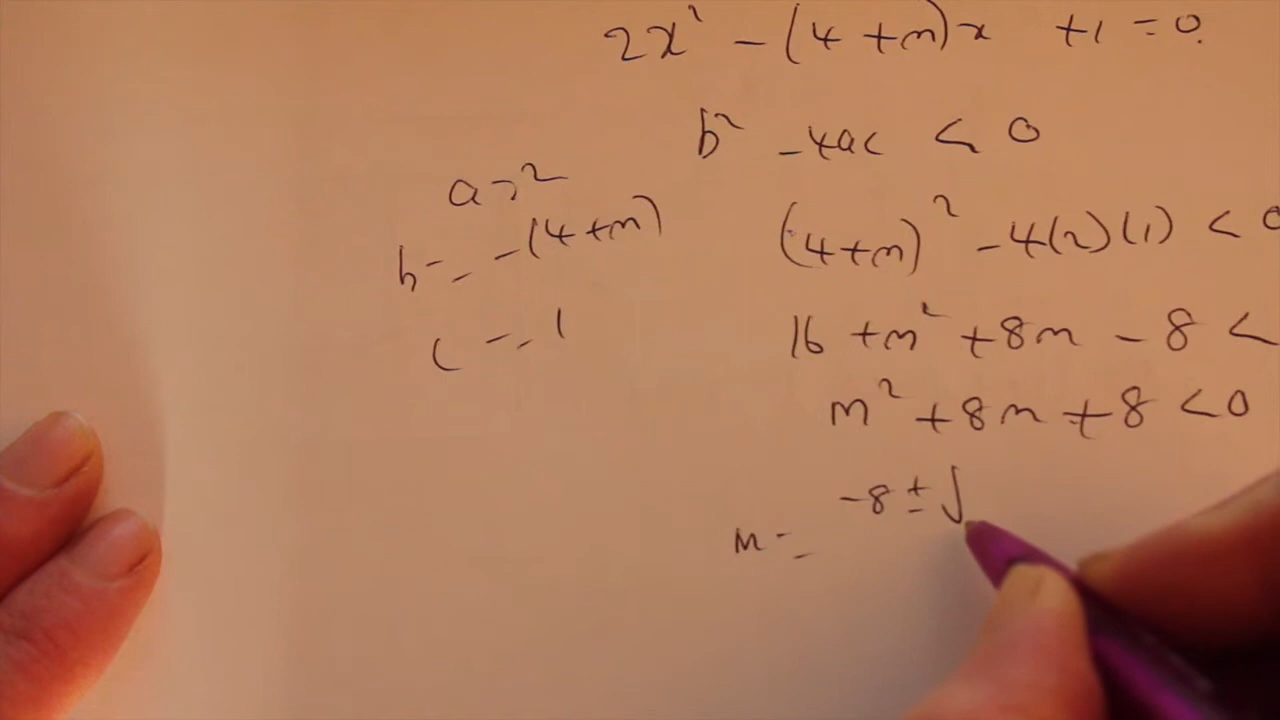 2x² - (4 + m)x + 1 = 0.
b² - 4ac < 0
a = 2
b = -(4 + m)
(4 + m)² - 4(2)(1) < 0
c = 1
16 + m² + 8m - 8 <
m² + 8m + 8 < 0
m = -8 ± √